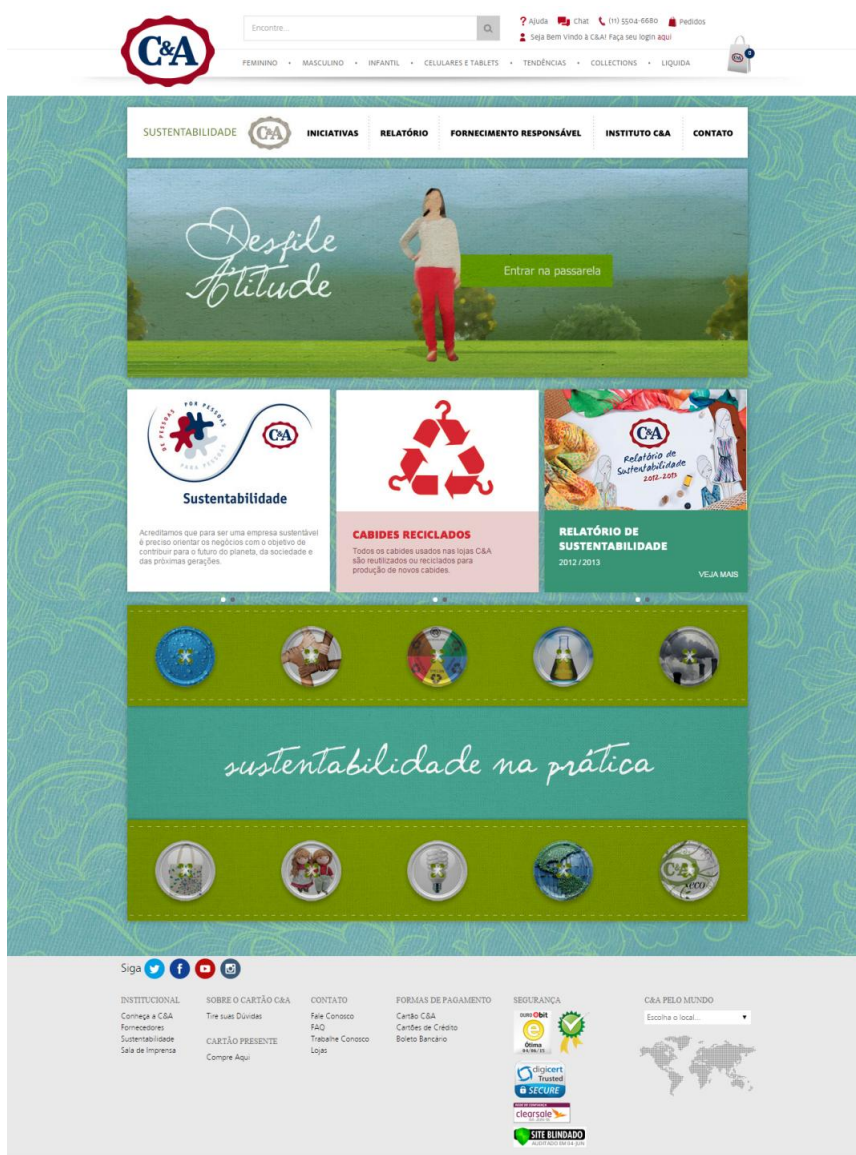 C&A
Encontre...
Ajuda Chat (11) 5504-6680 Pedidos
Seja Bem Vindo à C&A! Faça seu login aqui
FEMININO • MASCULINO • INFANTIL • CELULARES E TABLETS • TENDÊNCIAS • COLLECTIONS • LIQUIDA
0
SUSTENTABILIDADE C&A INICIATIVAS RELATÓRIO FORNECIMENTO RESPONSÁVEL INSTITUTO C&A CONTATO
Desfile
Atitude
Entrar na passarela
DE PESSOAS POR PESSOAS PARA PESSOAS
C&A
Sustentabilidade
Acreditamos que para ser uma empresa sustentável
é preciso orientar os negócios com o objetivo de
contribuir para o futuro do planeta, da sociedade e
das próximas gerações.
CABIDES RECICLADOS
Todos os cabides usados nas lojas C&A
são reutilizados ou reciclados para
produção de novos cabides.
C&A
Relatório de
Sustentabilidade
2012-2013
RELATÓRIO DE
SUSTENTABILIDADE
2012 / 2013
VEJA MAIS
sustentabilidade na prática
C&A
eco
Siga
INSTITUCIONAL
Conheça a C&A
Fornecedores
Sustentabilidade
Sala de Imprensa
SOBRE O CARTÃO C&A
Tire suas Dúvidas
CARTÃO PRESENTE
Compre Aqui
CONTATO
Fale Conosco
FAQ
Trabalhe Conosco
Lojas
FORMAS DE PAGAMENTO
Cartão C&A
Cartões de Crédito
Boleto Bancário
SEGURANÇA
e
Ótima
digicert
Trusted
SECURE
clearsale
SITE BLINDADO
C&A PELO MUNDO
Escolha o local...